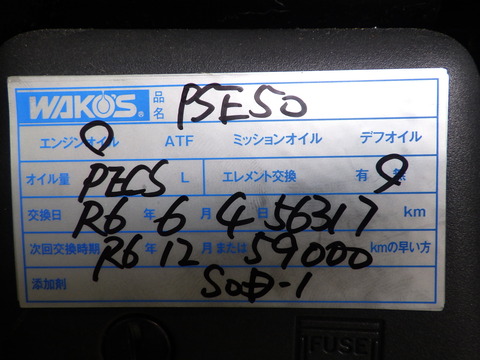 WAKO'S® 品名 PSE50
エンジンオイル ATF ミッションオイル デフオイル
オイル量 PECS L エレメント交換 有 無
交換日 R6 年 6 月 4 日 56317 km
次回交換時期 R6 年 12 月または 59000 kmの早い方
添加剤 SOD-1
FUSE